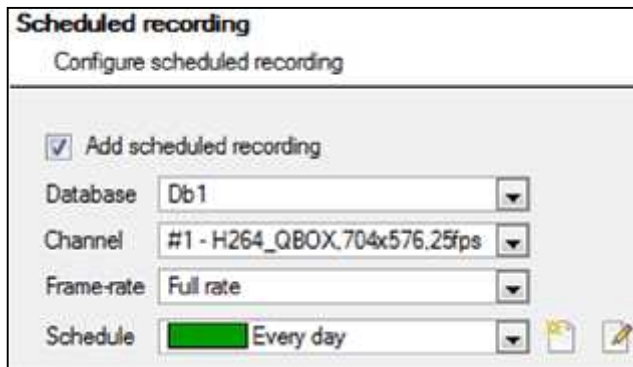 Scheduled recording
Configure scheduled recording
Add scheduled recording
Database Db1
Channel #1 - H264_QBOX,704x576,25fps
Frame-rate Full rate
Schedule Every day